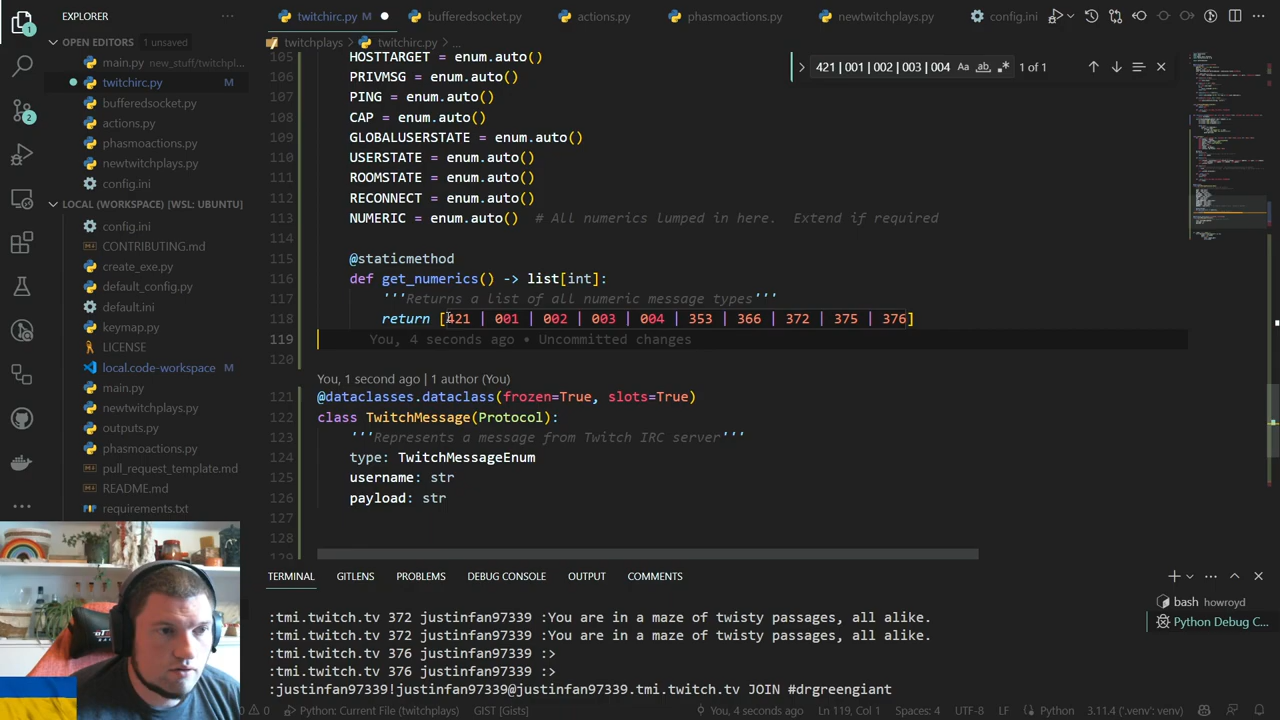 EXPLORER
twitchirc.py M
bufferedsocket.py
actions.py
phasmoactions.py
newtwitchplays.py
config.ini
twitchplays > twitchirc.py > ...
OPEN EDITORS 1 unsaved
main.py new_stuff/twitchpl...
twitchirc.py M
bufferedsocket.py
actions.py
phasmoactions.py
newtwitchplays.py
config.ini
LOCAL (WORKSPACE) [WSL: UBUNTU]
config.ini
CONTRIBUTING.md
create_exe.py
default_config.py
default.ini
keymap.py
LICENSE
local.code-workspace M
main.py
newtwitchplays.py
outputs.py
phasmoactions.py
pull_request_template.md
README.md
requirements.txt
421 | 001 | 002 | 003 | 004
Aa
ab
1 of 1
105 HOSTTARGET = enum.auto()
106 PRIVMSG = enum.auto()
107 PING = enum.auto()
108 CAP = enum.auto()
109 GLOBALUSERSTATE = enum.auto()
110 USERSTATE = enum.auto()
111 ROOMSTATE = enum.auto()
112 RECONNECT = enum.auto()
113 NUMERIC = enum.auto() # All numerics lumped in here. Extend if required
114
115 @staticmethod
116 def get_numerics() -> list[int]:
117 '''Returns a list of all numeric message types'''
118 return [421 | 001 | 002 | 003 | 004 | 353 | 366 | 372 | 375 | 376]
119 You, 4 seconds ago • Uncommitted changes
120
You, 1 second ago | 1 author (You)
121 @dataclasses.dataclass(frozen=True, slots=True)
122 class TwitchMessage(Protocol):
123 '''Represents a message from Twitch IRC server'''
124 type: TwitchMessageEnum
125 username: str
126 payload: str
127
128
129
TERMINAL GITLENS PROBLEMS DEBUG CONSOLE OUTPUT COMMENTS
:tmi.twitch.tv 372 justinfan97339 :You are in a maze of twisty passages, all alike.
:tmi.twitch.tv 372 justinfan97339 :You are in a maze of twisty passages, all alike.
:tmi.twitch.tv 376 justinfan97339 :>
:tmi.twitch.tv 376 justinfan97339 :>
:justinfan97339!justinfan97339@justinfan97339.tmi.twitch.tv JOIN #drgreengiant
bash howroyd
Python Debug C...
0 Python: Current File (twitchplays) GIST [Gists] You, 4 seconds ago Ln 119, Col 1 Spaces: 4 UTF-8 LF Python 3.11.4 ('.venv': venv)